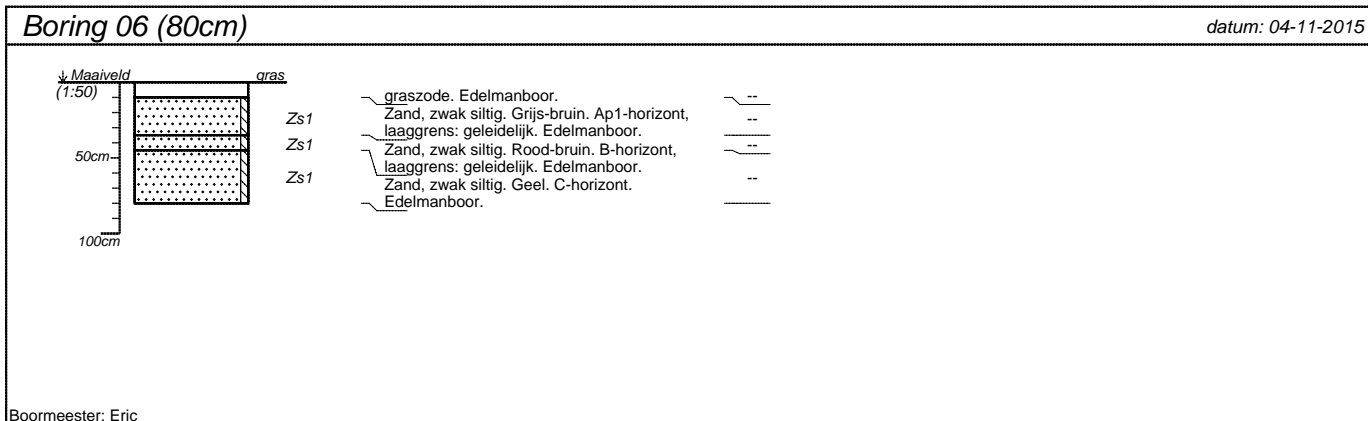 Boring 06 (80cm)
datum: 04-11-2015
Maaiveld
gras
(1:50)
graszode. Edelmanboor.
--
Zs1
Zand, zwak siltig. Grijs-bruin. Ap1-horizont,
--
laaggrens: geleidelijk. Edelmanboor.
Zs1
50cm
Zand, zwak siltig. Rood-bruin. B-horizont,
--
laaggrens: geleidelijk. Edelmanboor.
Zs1
Zand, zwak siltig. Geel. C-horizont.
--
Edelmanboor.
100cm
Boormeester: Eric